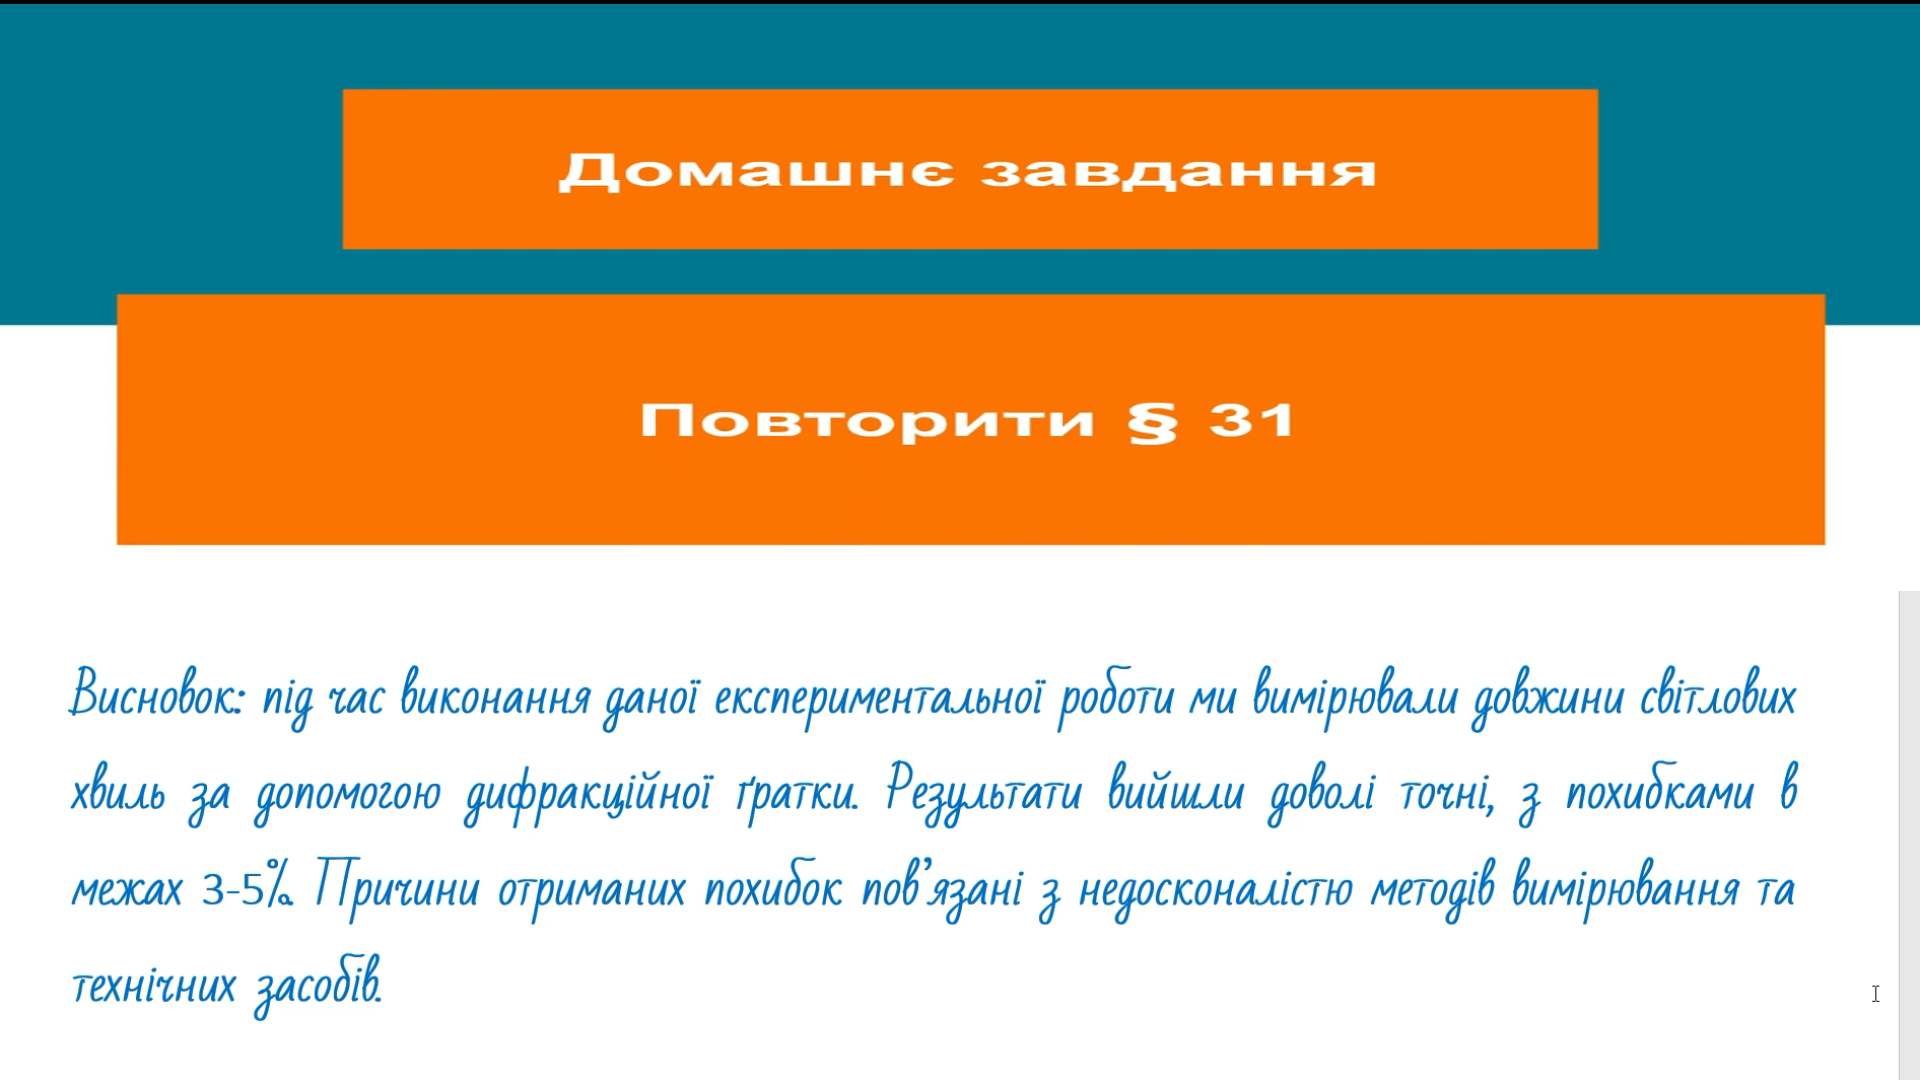 Домашнє завдання
Повторити § 31
Висновок: під час виконання даної експериментальної роботи ми вимірювали довжини світлових
хвиль за допомогою дифракційної ґратки. Результати вийшли доволі точні, з похибками в
межах 3-5%. Причини отриманих похибок пов’язані з недосконалістю методів вимірювання та
технічних засобів.